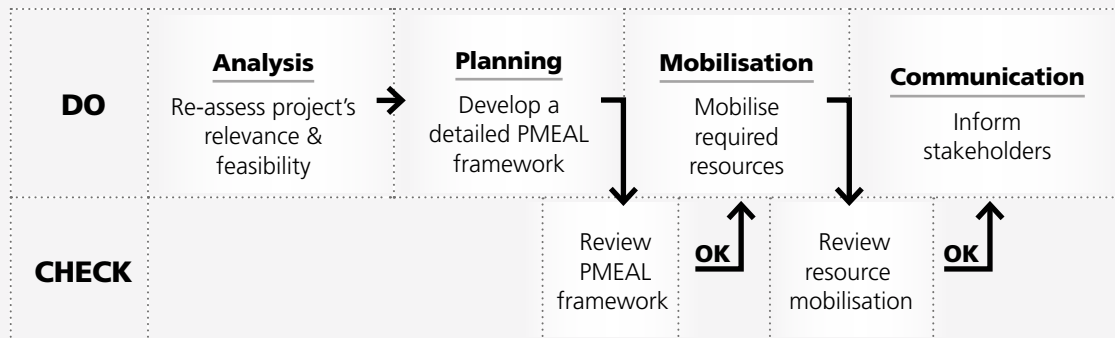 DO
Analysis
Re-assess project's
relevance &
feasibility
Planning
Develop a
detailed PMEAL
framework
Mobilisation
Mobilise
required
resources
Communication
Inform
stakeholders
CHECK
Review
PMEAL
framework
OK
Review
resource
mobilisation
OK